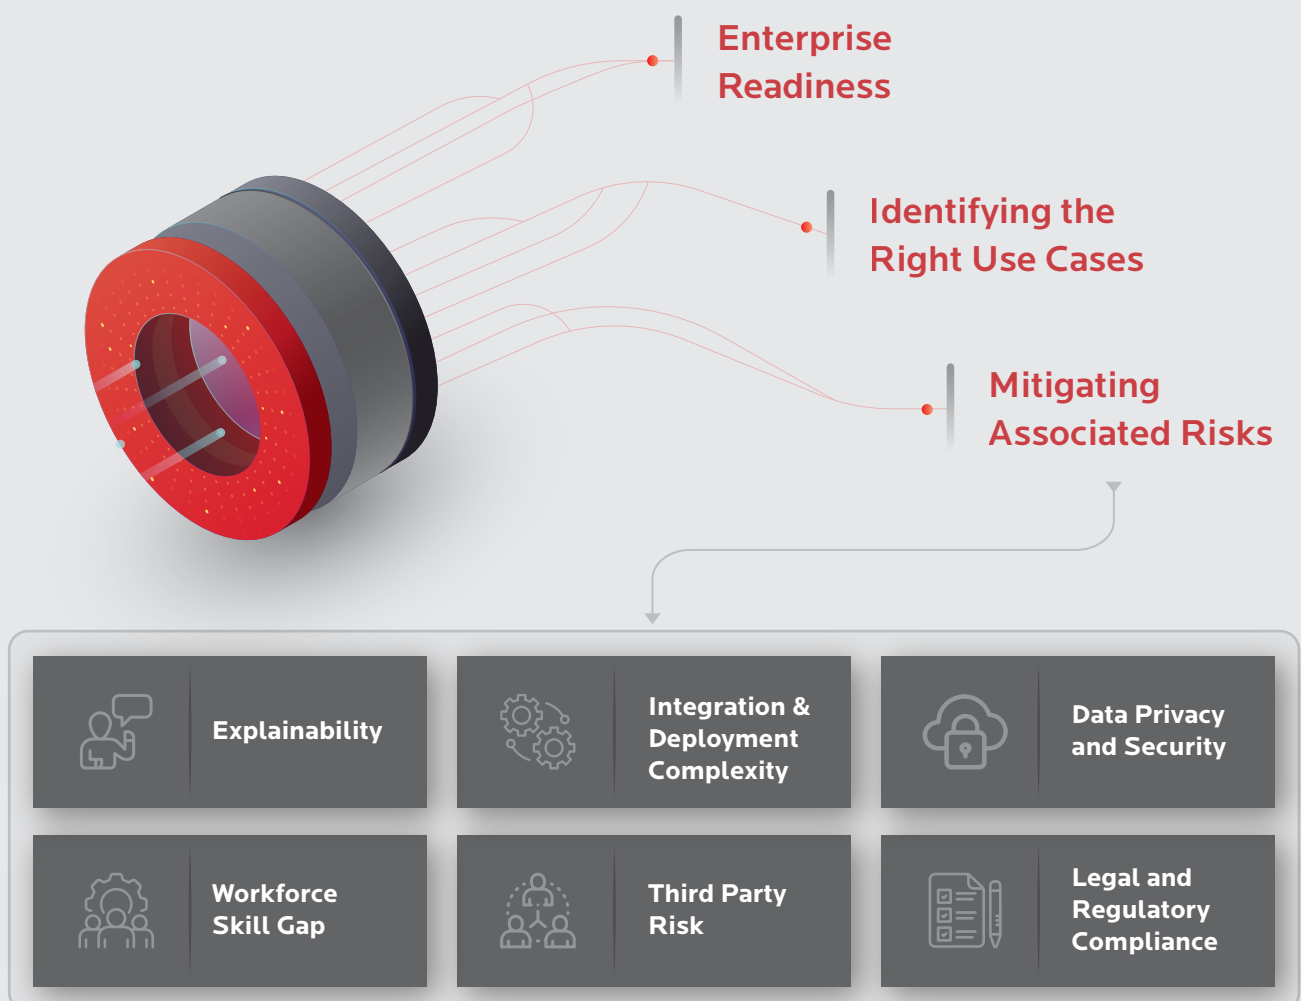 Enterprise
Readiness
Identifying the
Right Use Cases
Mitigating
Associated Risks
Explainability
Integration &
Deployment
Complexity
Data Privacy
and Security
Workforce
Skill Gap
Third Party
Risk
Legal and
Regulatory
Compliance